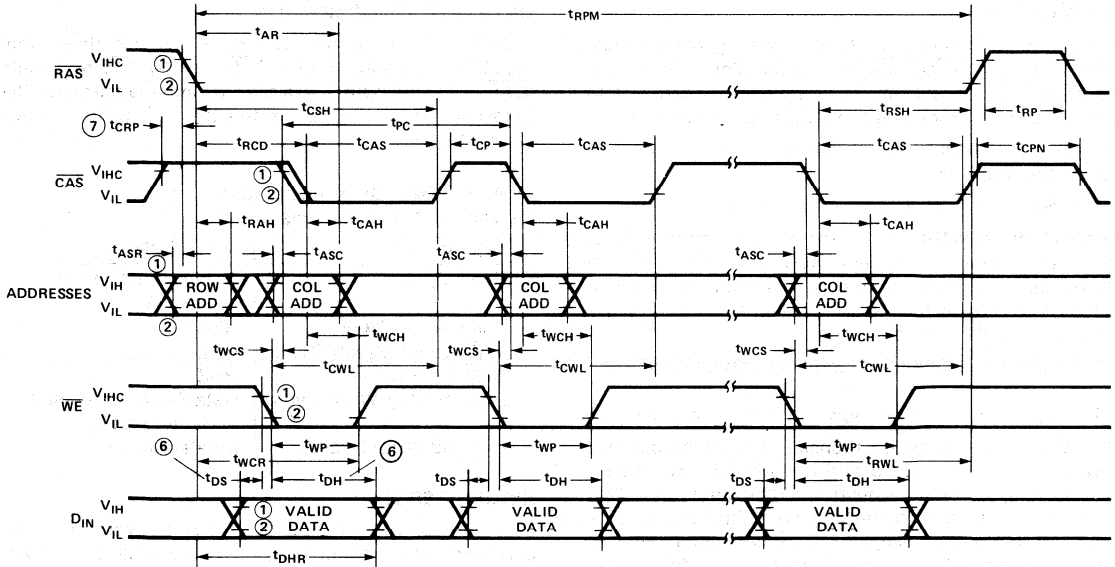 tRPM
tAR
RAS VIHC ① VIL ②
tCSH tRSH tRP
⑦ tCRP tPC
tRCD tCAS tCP tCAS tCAS tCPN
CAS VIHC ① VIL ②
tRAH tCAH tCAH tCAH
tASR tASC tASC tASC
①
ADDRESSES VIH VIL
ROW ADD COL ADD COL ADD COL ADD
②
tWCH tWCH tWCH
tWCS tWCS tWCS
tCWL tCWL tCWL
WE VIHC ① VIL ②
tWP tWP tWP
⑥ tWCR ⑥ tRWL
tDS tDH tDS tDH tDS tDH
DIN VIH ① VIL ②
VALID DATA VALID DATA VALID DATA
tDHR